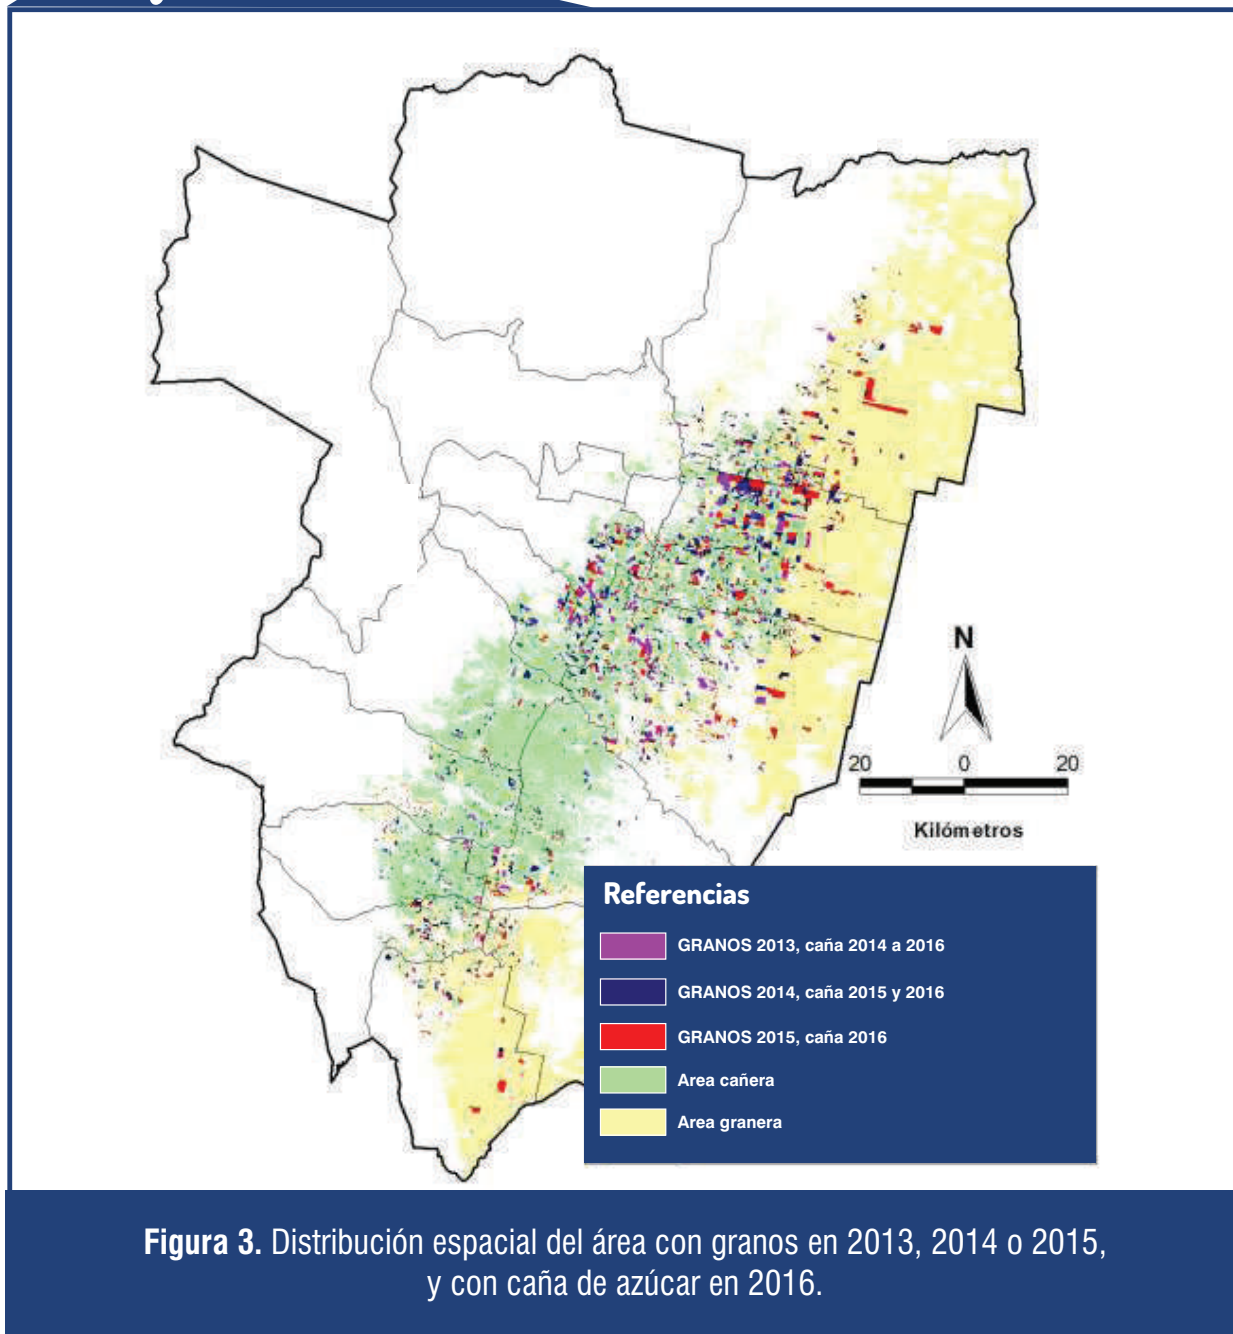 N
20 0 20
Kilómetros
Referencias
GRANOS 2013, caña 2014 a 2016
GRANOS 2014, caña 2015 y 2016
GRANOS 2015, caña 2016
Area cañera
Area granera
Figura 3. Distribución espacial del área con granos en 2013, 2014 o 2015,
y con caña de azúcar en 2016.